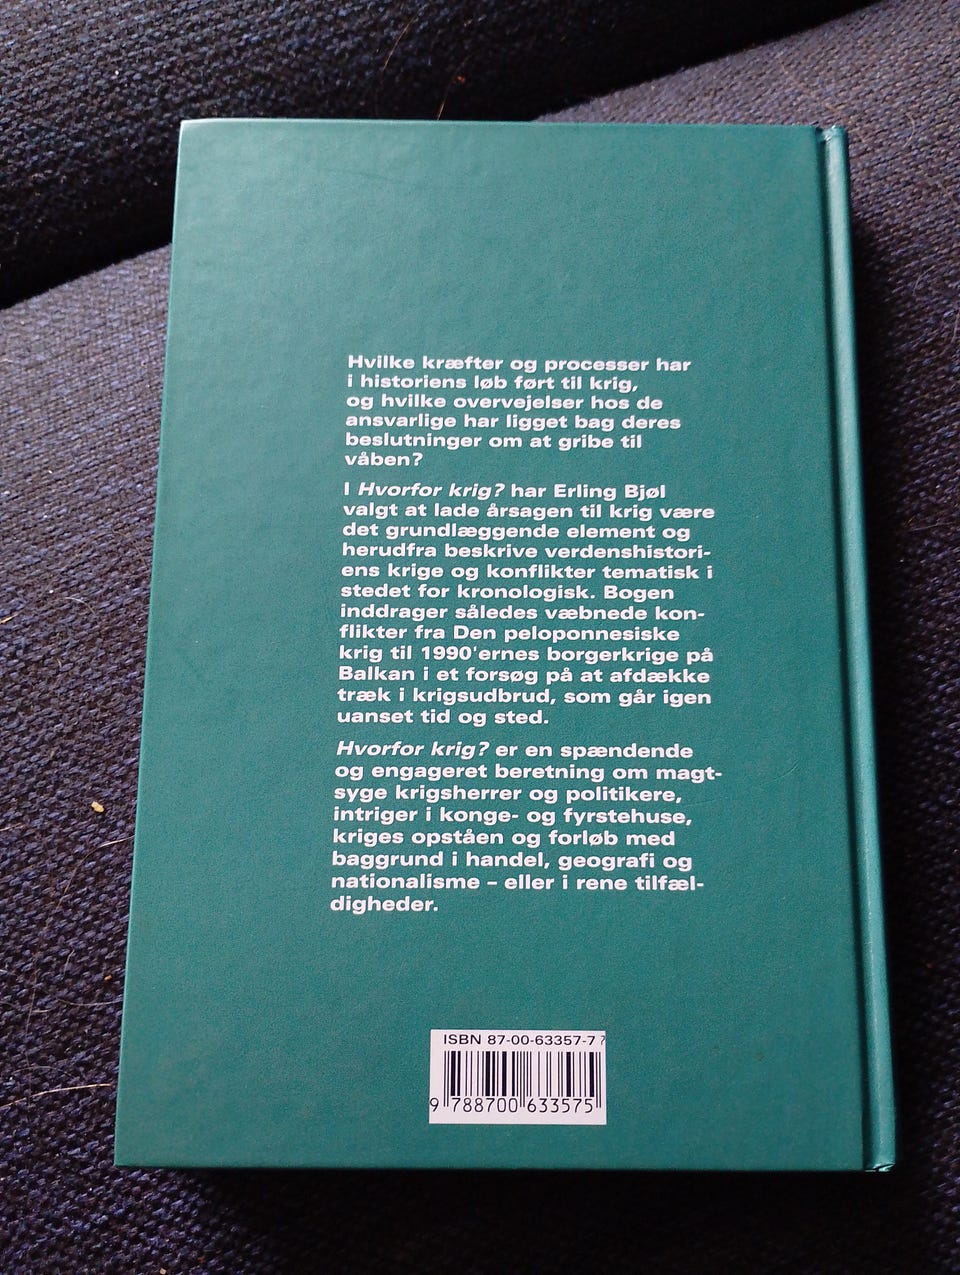 Hvilke kræfter og processer har
i historiens løb ført til krig,
og hvilke overvejelser hos de
ansvarlige har ligget bag deres
beslutninger om at gribe til
våben?
I Hvorfor krig? har Erling Bjøl
valgt at lade årsagen til krig være
det grundlæggende element og
herudfra beskrive verdenshistori-
ens krige og konflikter tematisk i
stedet for kronologisk. Bogen
inddrager således væbnede kon-
flikter fra Den peloponnesiske
krig til 1990'ernes borgerkrige på
Balkan i et forsøg på at afdække
træk i krigsudbrud, som går igen
uanset tid og sted.
Hvorfor krig? er en spændende
og engageret beretning om magt-
syge krigsherrer og politikere,
intriger i konge- og fyrstehuse,
kriges opståen og forløb med
baggrund i handel, geografi og
nationalisme – eller i rene tilfæl-
digheder.
ISBN 87-00-63357-7
9 788700 633575